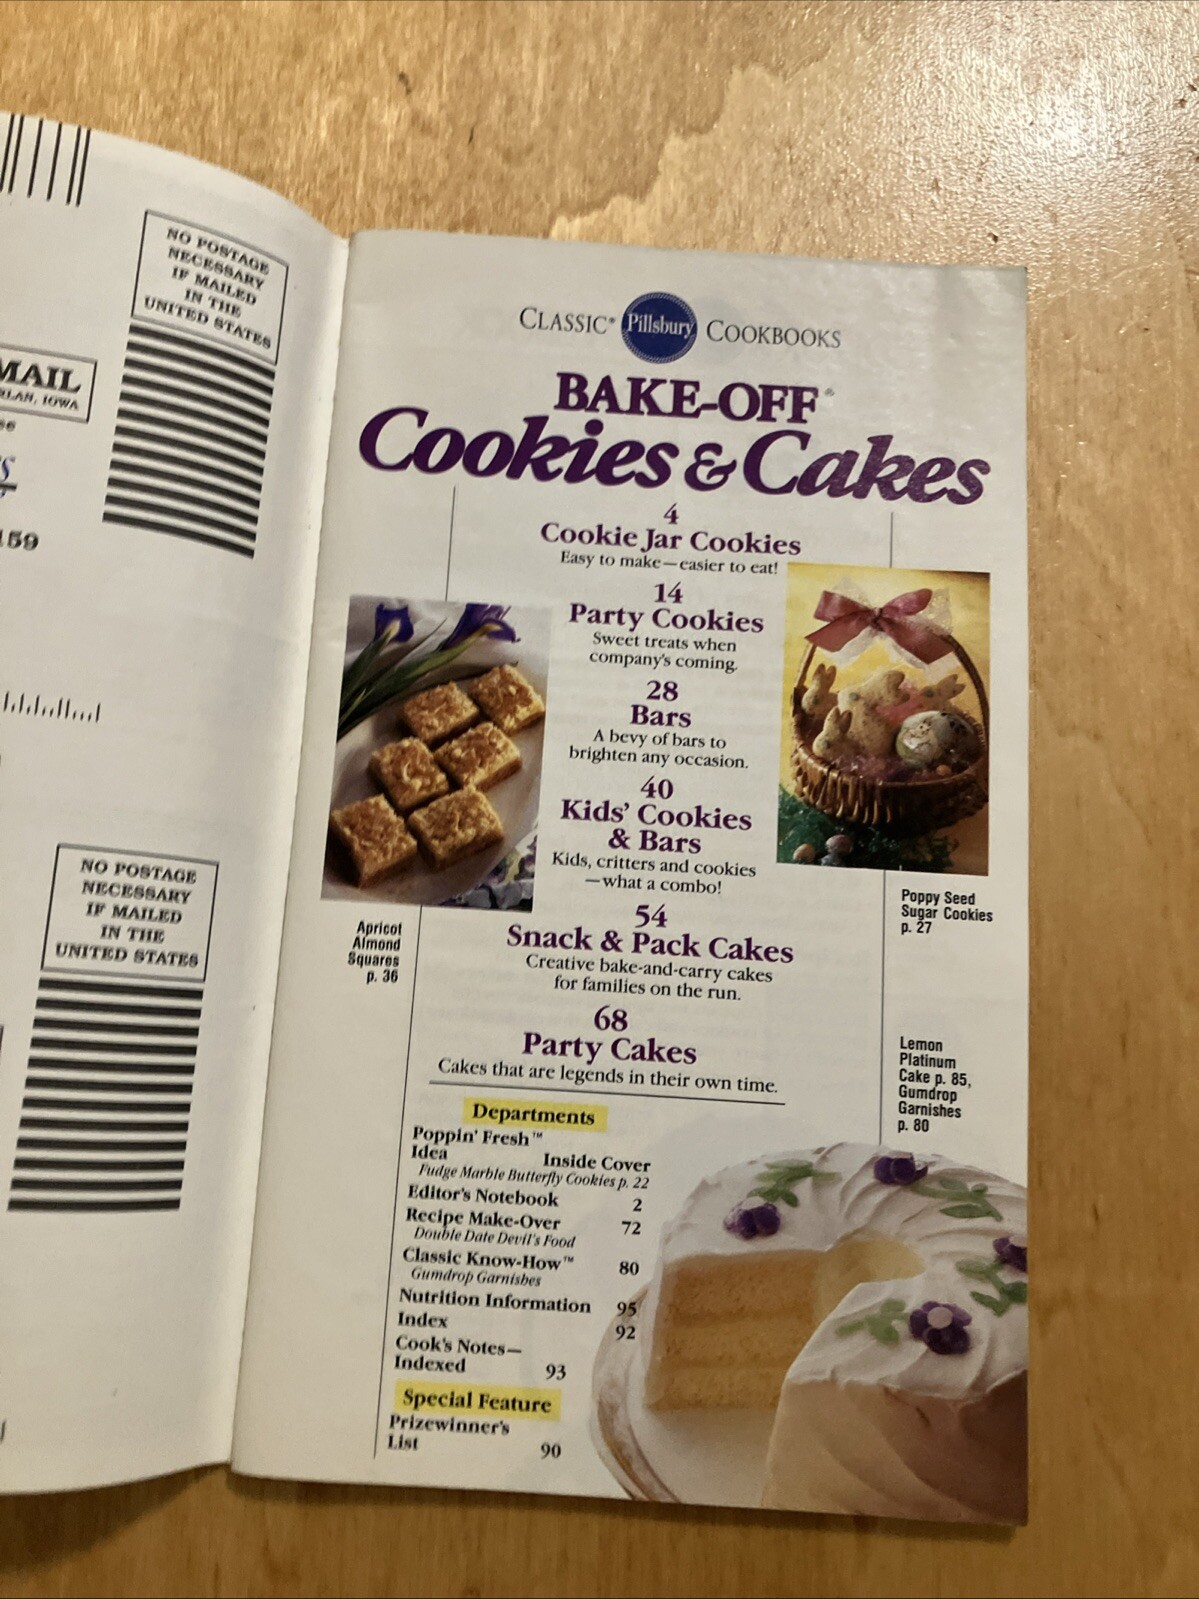 NO POSTAGE
NECESSARY
IF MAILED
IN THE
UNITED STATES
MAIL
IOWA
159
NO POSTAGE
NECESSARY
IF MAILED
IN THE
UNITED STATES
CLASSIC® Pillsbury COOKBOOKS
BAKE-OFF®
Cookies & Cakes
4
Cookie Jar Cookies
Easy to make—easier to eat!
14
Party Cookies
Sweet treats when
company's coming.
28
Bars
A bevy of bars to
brighten any occasion.
40
Kids' Cookies
& Bars
Kids, critters and cookies
—what a combo!
54
Snack & Pack Cakes
Creative bake-and-carry cakes
for families on the run.
68
Party Cakes
Cakes that are legends in their own time.
Apricot
Almond
Squares
p. 36
Poppy Seed
Sugar Cookies
p. 27
Lemon
Platinum
Cake p. 85,
Gumdrop
Garnishes
p. 80
Departments
Poppin' Fresh™
Idea Inside Cover
Fudge Marble Butterfly Cookies p. 22
Editor's Notebook 2
Recipe Make-Over 72
Double Date Devil's Food
Classic Know-How™ 80
Gumdrop Garnishes
Nutrition Information 95
Index 92
Cook's Notes—
Indexed 93
Special Feature
Prizewinner's
List 90